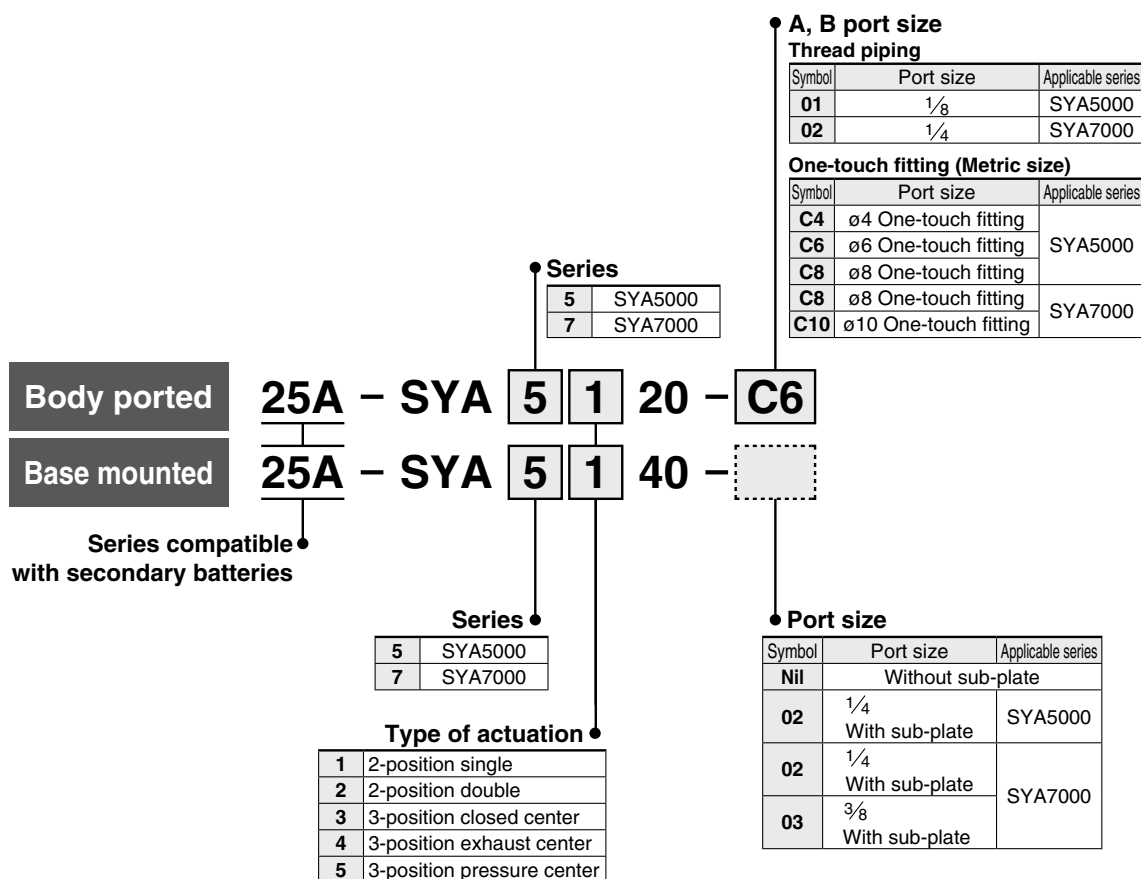 A, B port size
Thread piping
Symbol Port size Applicable series
01 1/8 SYA5000
02 1/4 SYA7000
One-touch fitting (Metric size)
Symbol Port size Applicable series
C4 ø4 One-touch fitting SYA5000
C6 ø6 One-touch fitting
C8 ø8 One-touch fitting
C8 ø8 One-touch fitting SYA7000
C10 ø10 One-touch fitting
Series
5 SYA5000
7 SYA7000
Body ported 25A – SYA 5 1 20 – C6
Base mounted 25A – SYA 5 1 40 –
Series compatible
with secondary batteries
Series
5 SYA5000
7 SYA7000
Type of actuation
1 2-position single
2 2-position double
3 3-position closed center
4 3-position exhaust center
5 3-position pressure center
Port size
Symbol Port size Applicable series
Nil Without sub-plate
02 1/4 With sub-plate SYA5000
02 1/4 With sub-plate SYA7000
03 3/8 With sub-plate